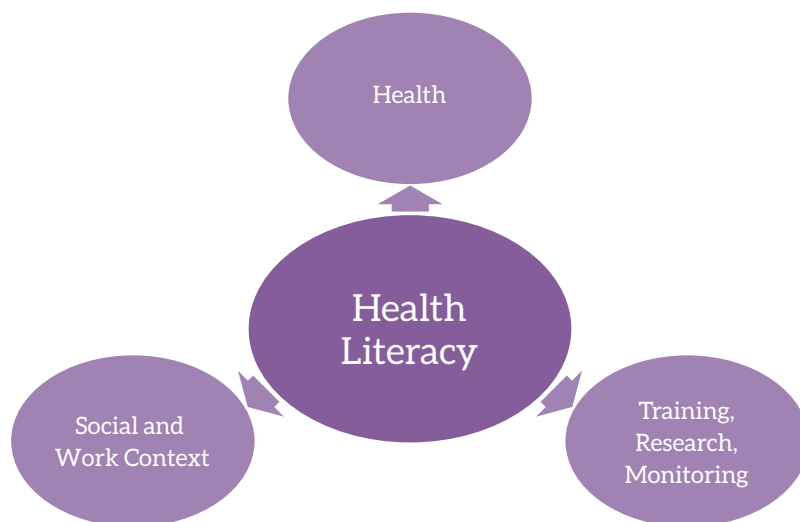 Health
Health
Literacy
Social and
Work Context
Training,
Research,
Monitoring